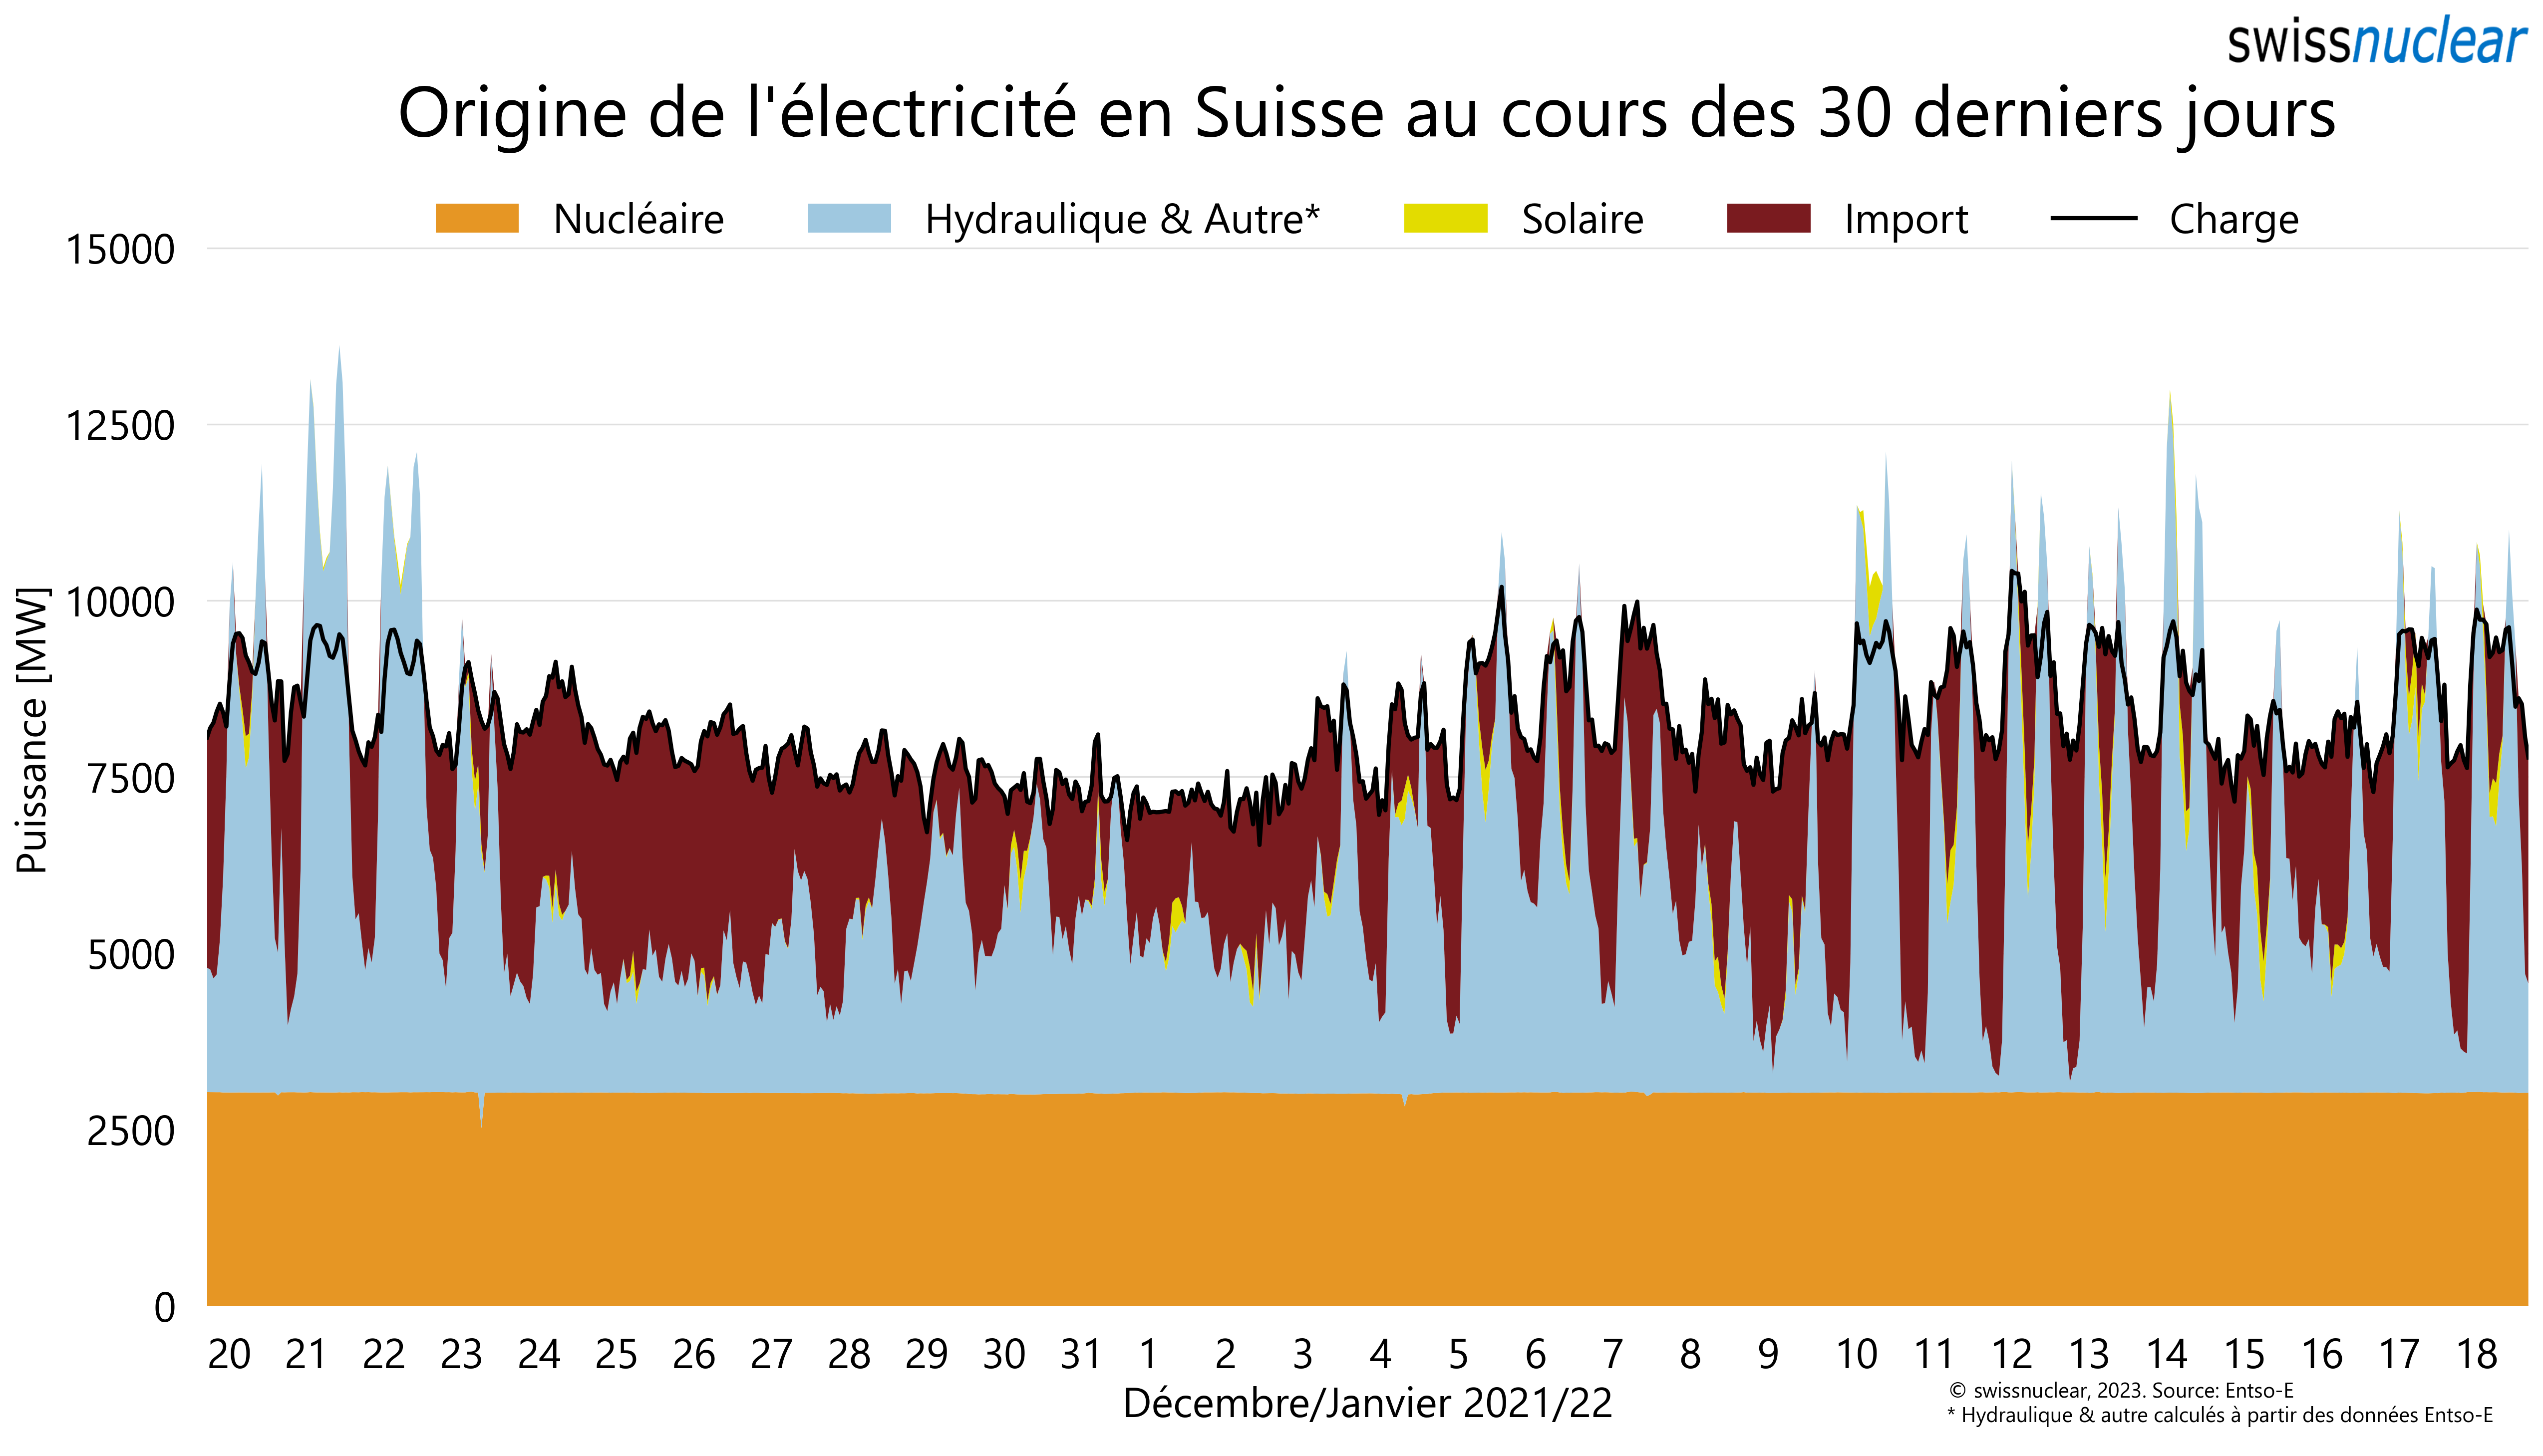 swissnuclear
Origine de l'électricité en Suisse au cours des 30 derniers jours
Nucléaire Hydraulique & Autre* Solaire Import Charge
15000
12500
10000
7500
5000
2500
0
Puissance [MW]
20 21 22 23 24 25 26 27 28 29 30 31 1 2 3 4 5 6 7 8 9 10 11 12 13 14 15 16 17 18
Décembre/Janvier 2021/22
© swissnuclear, 2023. Source: Entso-E
* Hydraulique & autre calculés à partir des données Entso-E